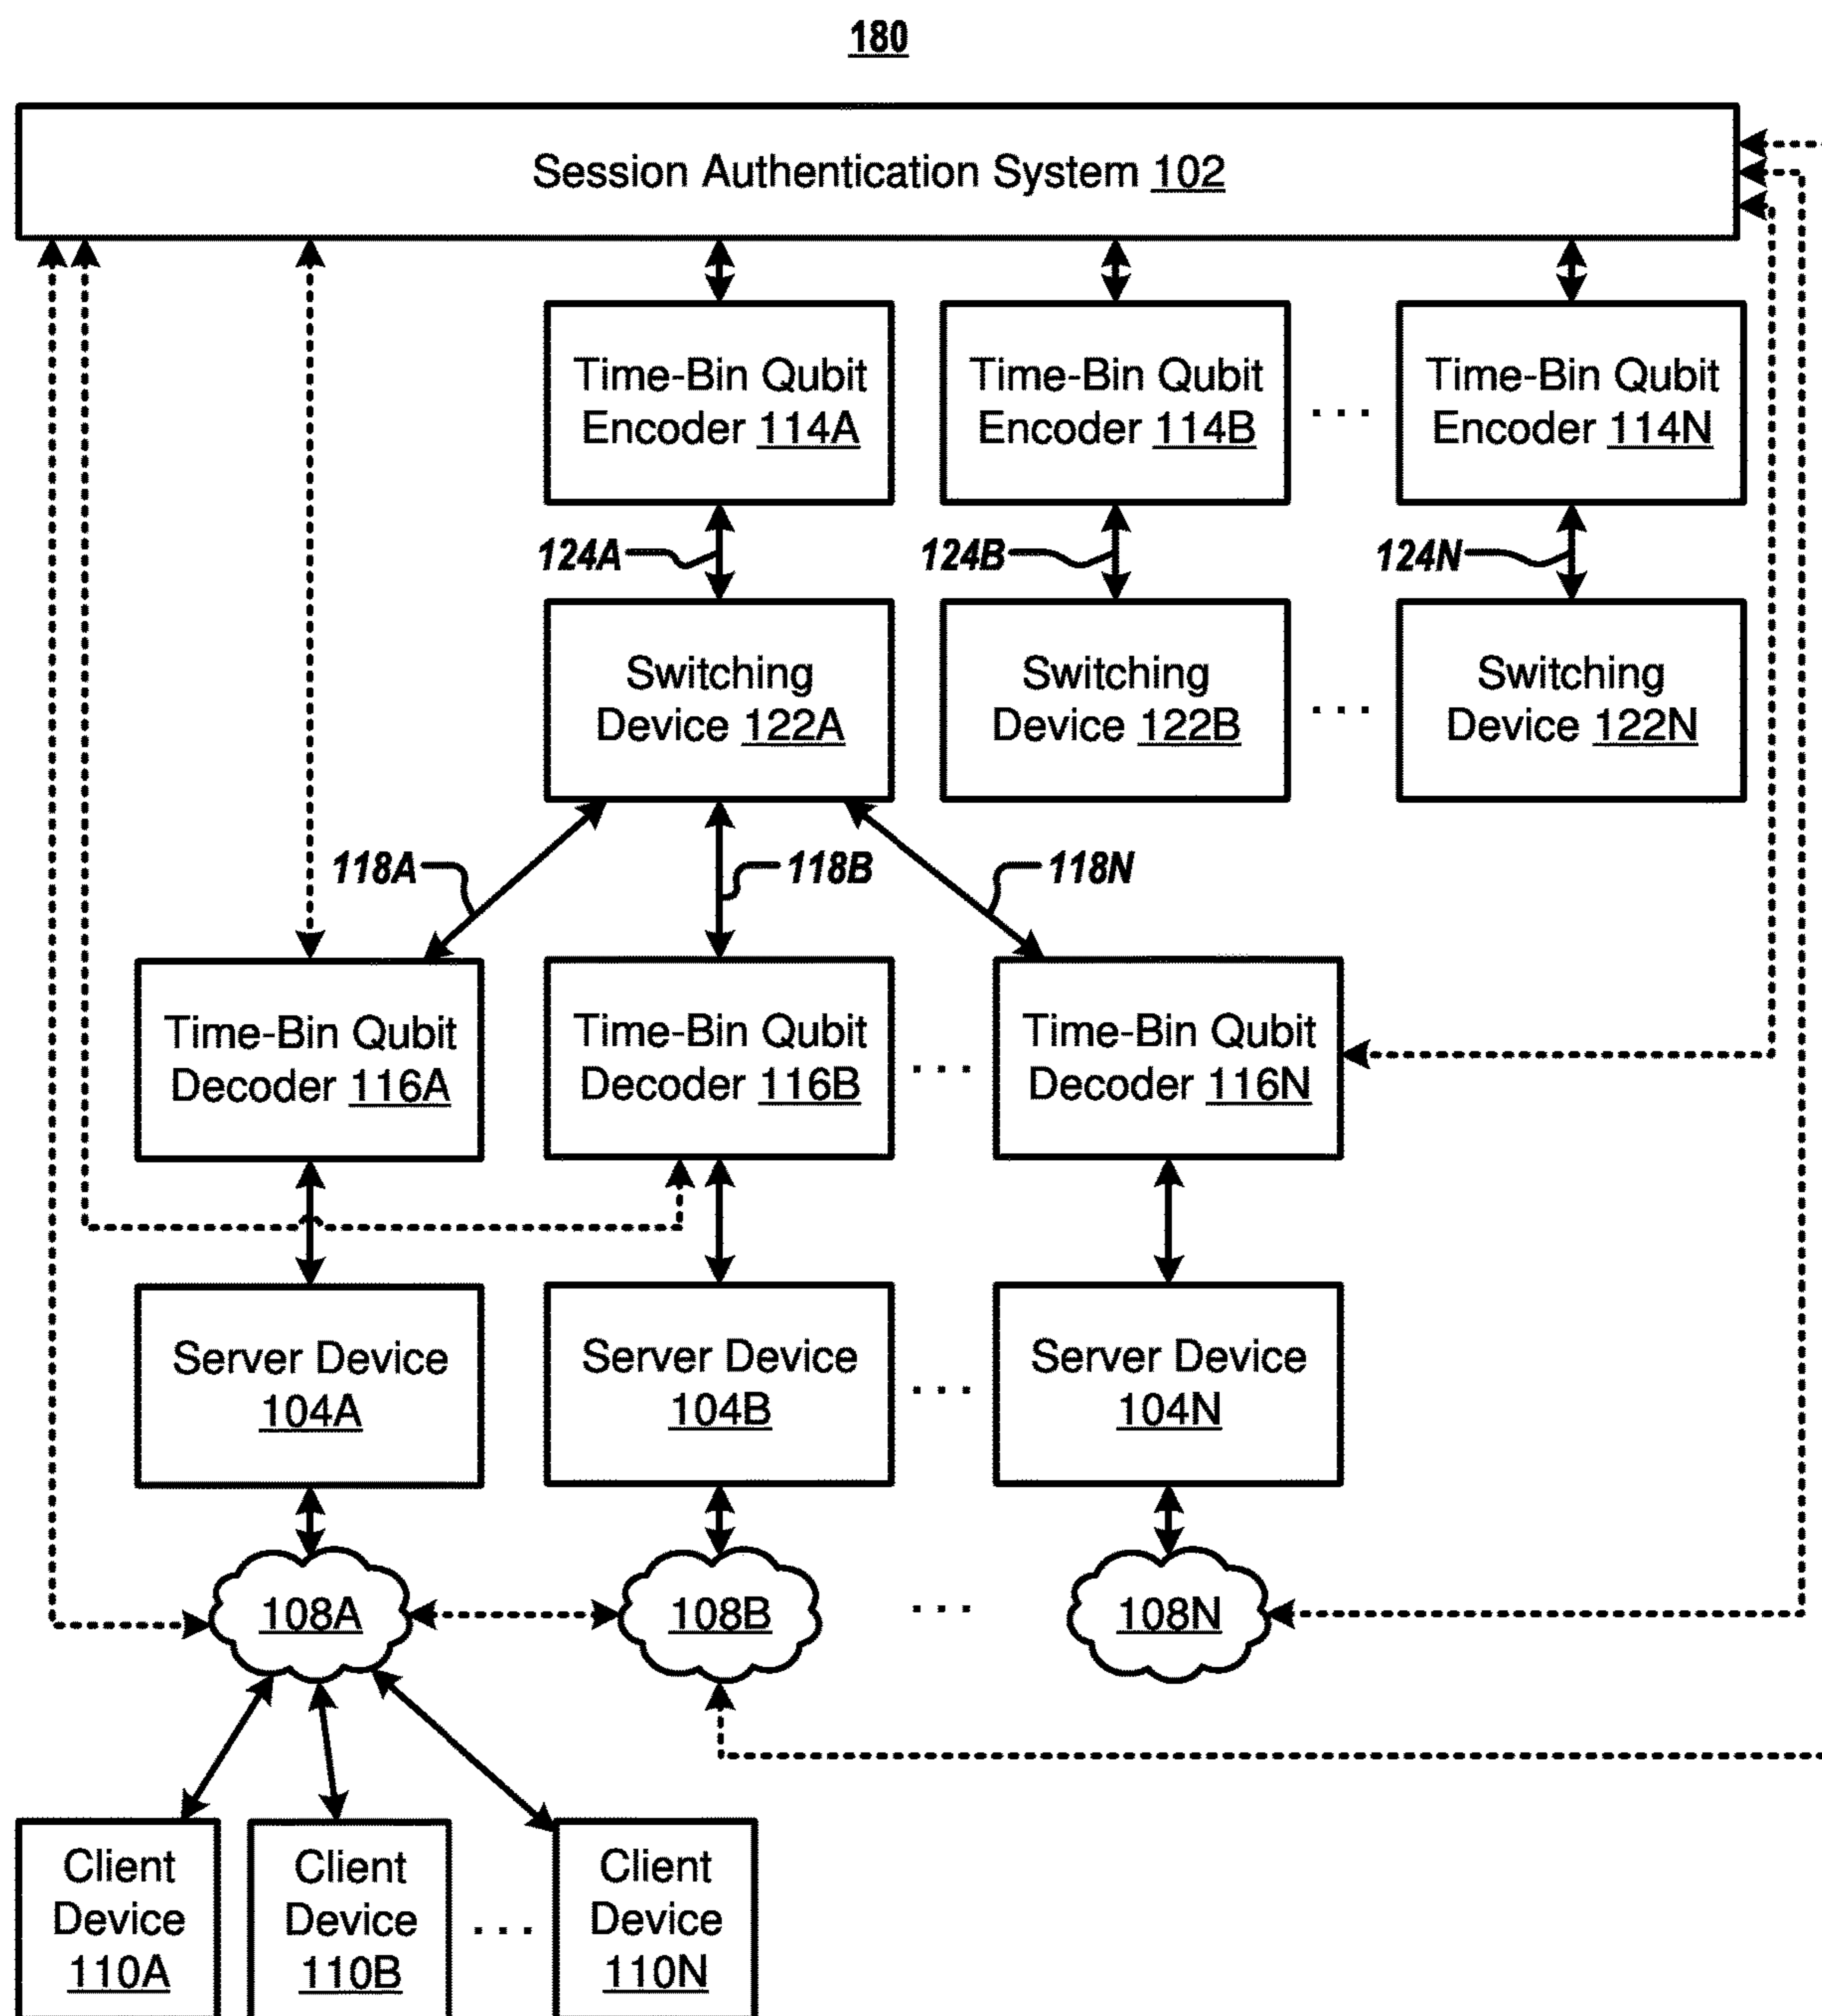 180
Session Authentication System 102
Time-Bin Qubit
Encoder 114A
Time-Bin Qubit
Encoder 114B
...
Time-Bin Qubit
Encoder 114N
124A
124B
124N
Switching
Device 122A
Switching
Device 122B
...
Switching
Device 122N
118A
118B
118N
Time-Bin Qubit
Decoder 116A
Time-Bin Qubit
Decoder 116B
...
Time-Bin Qubit
Decoder 116N
Server Device
104A
Server Device
104B
...
Server Device
104N
108A
108B
...
108N
Client
Device
110A
Client
Device
110B
...
Client
Device
110N